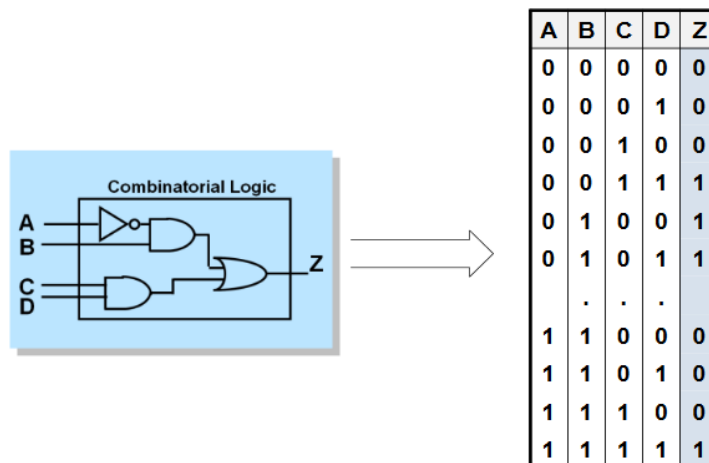 Combinatorial Logic
A
B
C
D
Z
A B C D Z
0 0 0 0 0
0 0 0 1 0
0 0 1 0 0
0 0 1 1 1
0 1 0 0 1
0 1 0 1 1
. . .
1 1 0 0 0
1 1 0 1 0
1 1 1 0 0
1 1 1 1 1